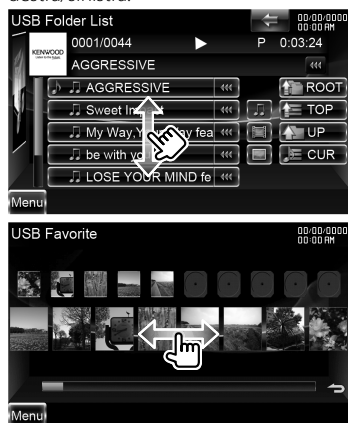 USB Folder List 00/00/0000
00:00 AM
KENWOOD 0001/0044 P 0:03:24
AGGRESSIVE
AGGRESSIVE ROOT
Sweet In TOP
My Way,Y ay fea UP
be with yo CUR
LOSE YOUR MIND fe
Menu
USB Favorite 00/00/0000
00:00 AM
Menu